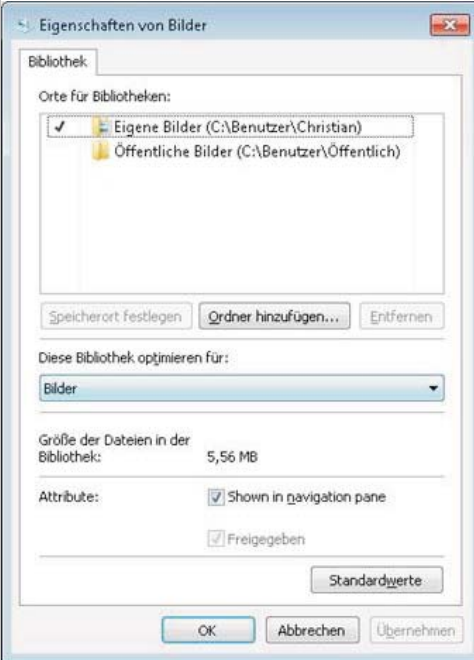 Eigenschaften von Bilder
Bibliothek
Orte für Bibliotheken:
Eigene Bilder (C:\Benutzer\Christian)
Öffentliche Bilder (C:\Benutzer\Öffentlich)
Speicherort festlegen Ordner hinzufügen... Entfernen
Diese Bibliothek optimieren für:
Bilder
Größe der Dateien in der
Bibliothek: 5,56 MB
Attribute: Shown in navigation pane
Freigegeben
Standardwerte
OK Abbrechen Übernehmen